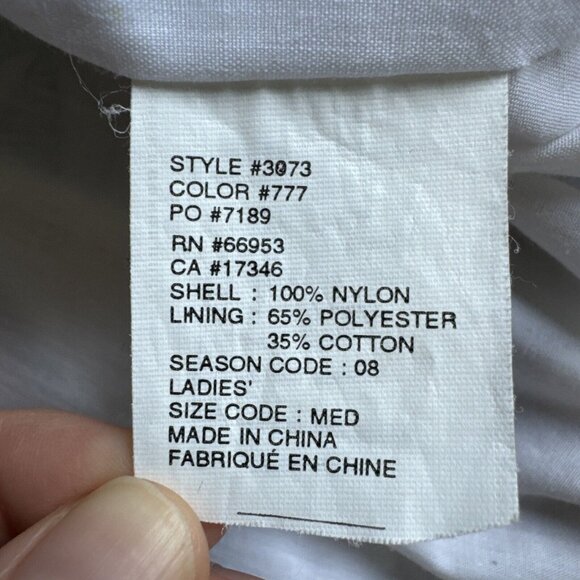 STYLE #3073
COLOR #777
PO #7189
RN #66953
CA #17346
SHELL : 100% NYLON
LINING : 65% POLYESTER
35% COTTON
SEASON CODE : 08
LADIES'
SIZE CODE : MED
MADE IN CHINA
FABRIQUÉ EN CHINE